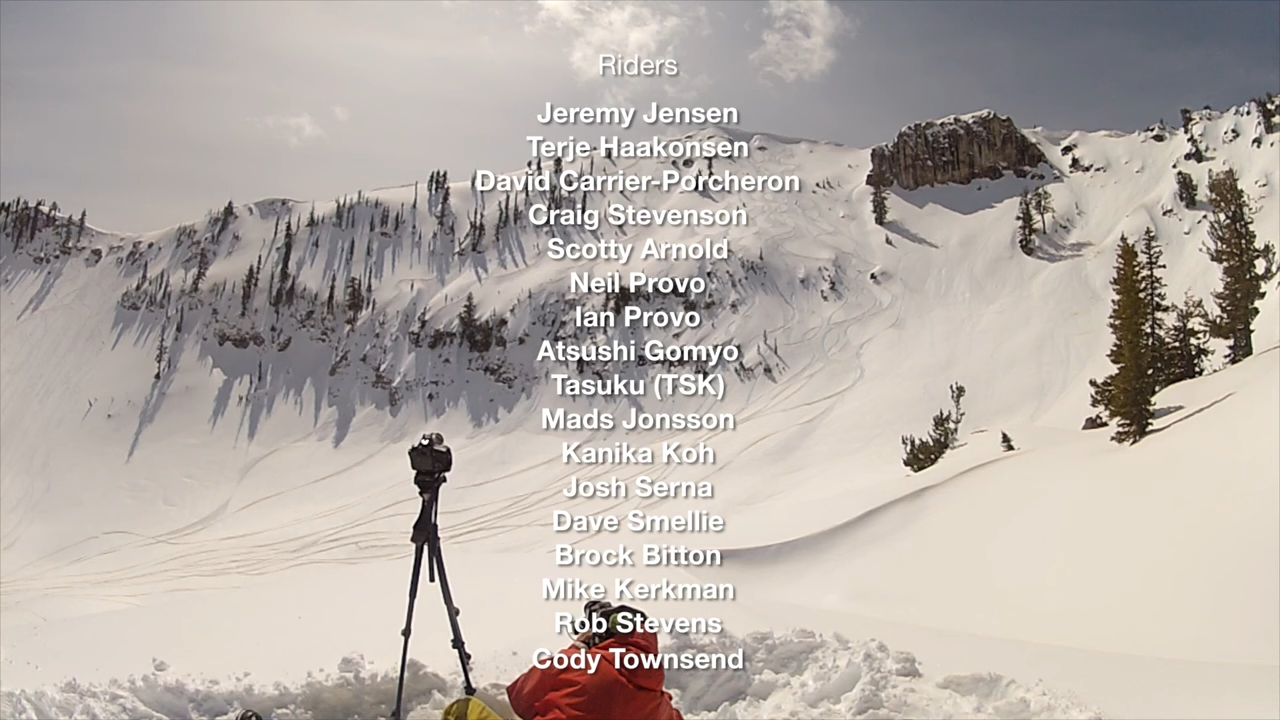 Riders
Jeremy Jensen
Terje Haakonsen
David Carrier-Porcheron
Craig Stevenson
Scotty Arnold
Neil Provo
Ian Provo
Atsushi Gomyo
Tasuku (TSK)
Mads Jonsson
Kanika Koh
Josh Serna
Dave Smellie
Brock Bitton
Mike Kerkman
Rob Stevens
Cody Townsend